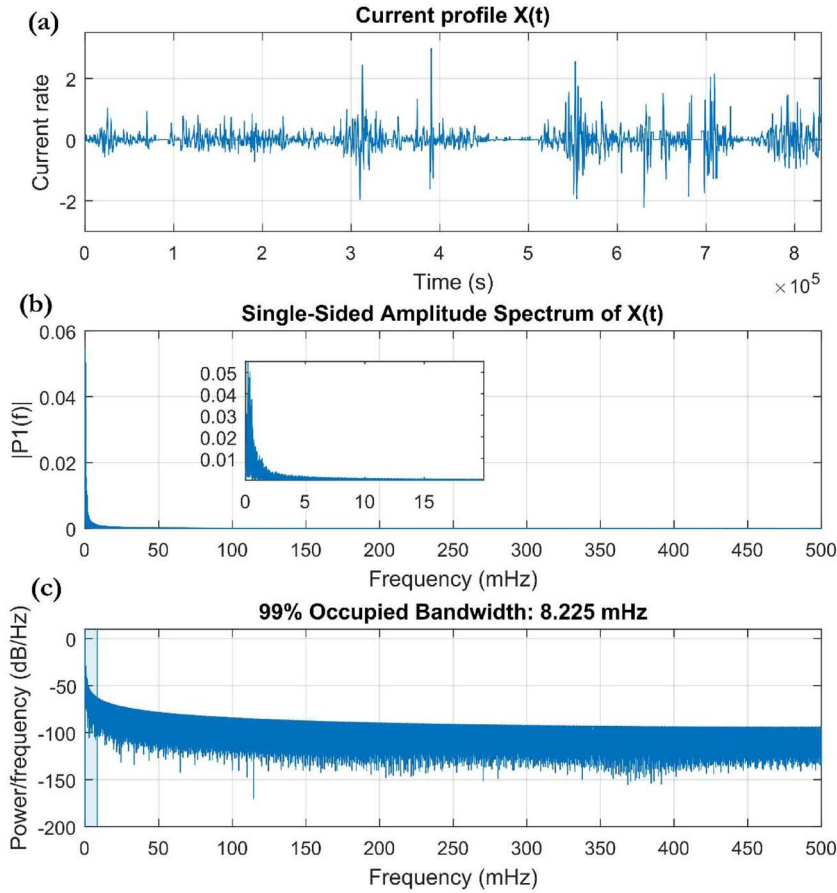 (a)
Current profile X(t)
Current rate
2
0
-2
0 1 2 3 4 5 6 7 8
Time (s)
×10⁵
(b)
Single-Sided Amplitude Spectrum of X(t)
|P1(f)|
0.06
0.04
0.02
0
0.05
0.04
0.03
0.02
0.01
0 5 10 15
0 50 100 150 200 250 300 350 400 450 500
Frequency (mHz)
(c)
99% Occupied Bandwidth: 8.225 mHz
Power/frequency (dB/Hz)
0
-50
-100
-150
-200
0 50 100 150 200 250 300 350 400 450 500
Frequency (mHz)